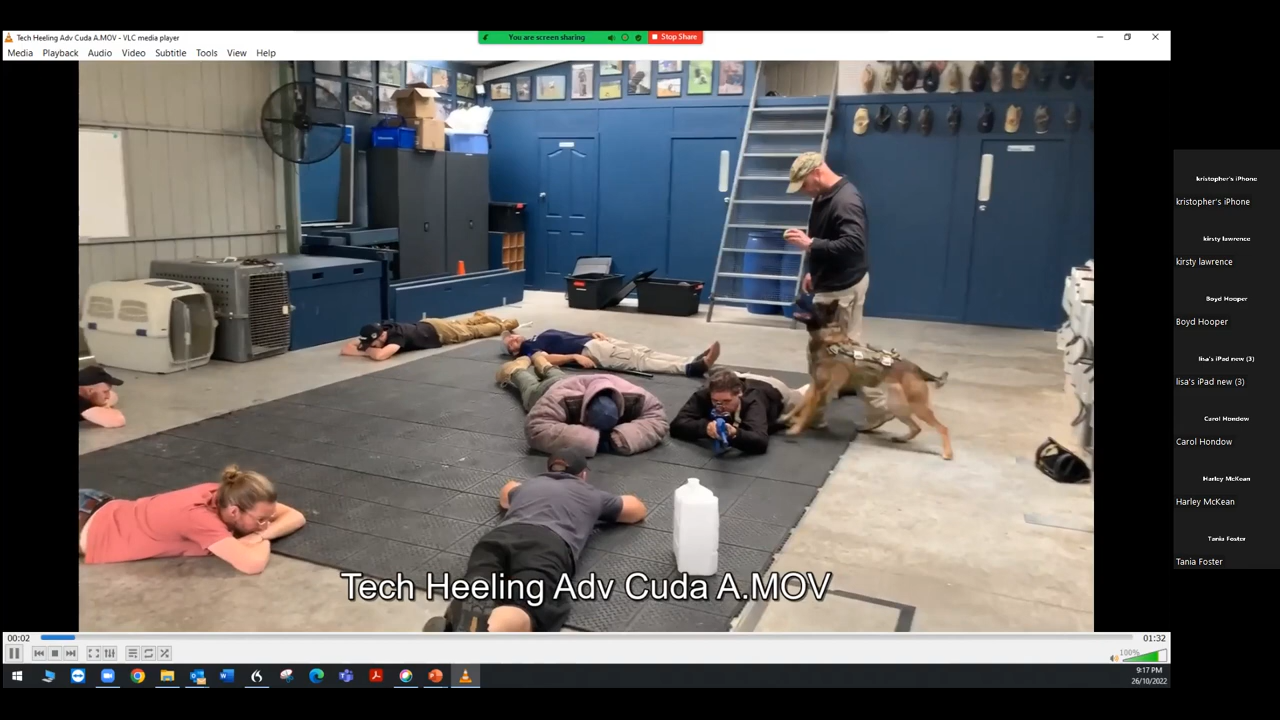 Tech Heeling Adv Cuda A.MOV - VLC media player
You are screen sharing
Stop Share
Media Playback Audio Video Subtitle Tools View Help
kristopher's iPhone
kristopher's iPhone
kirsty lawrence
kirsty lawrence
Boyd Hooper
Boyd Hooper
lisa's iPad new (3)
lisa's iPad new (3)
Carol Hondow
Carol Hondow
Harley McKean
Harley McKean
Tania Foster
Tania Foster
Tech Heeling Adv Cuda A.MOV
00:02
01:32
100%
9:17 PM
26/10/2022